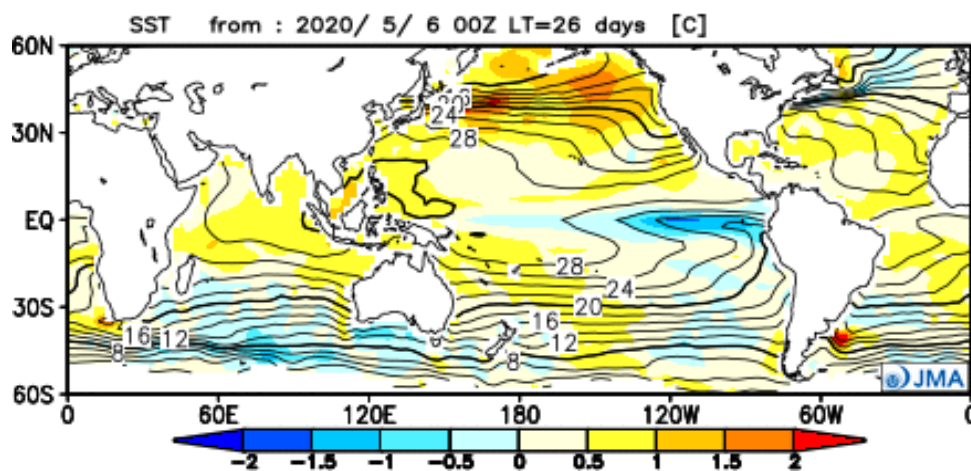 SST from : 2020/ 5/ 6 00Z LT=26 days [C]
60N
30N
EQ
30S
60S
24
28
28
24
20
16
12
8
16
12
8
JMA
0 60E 120E 180 120W 60W 0
-2 -1.5 -1 -0.5 0 0.5 1 1.5 2